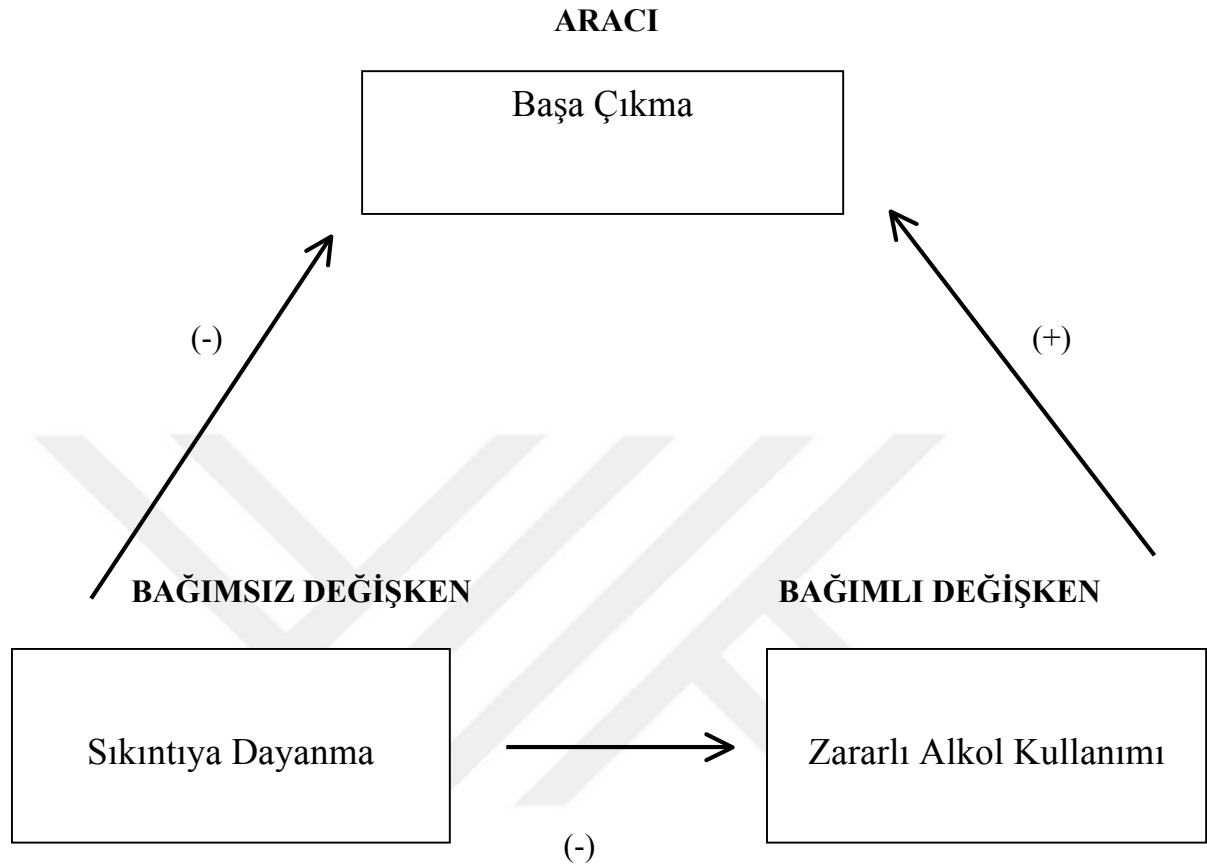 ARACI
Başa Çıkma
(-)
(+)
BAĞIMSIZ DEĞİŞKEN
BAĞIMLI DEĞİŞKEN
Sıkıntıya Dayanma
Zararlı Alkol Kullanımı
(-)